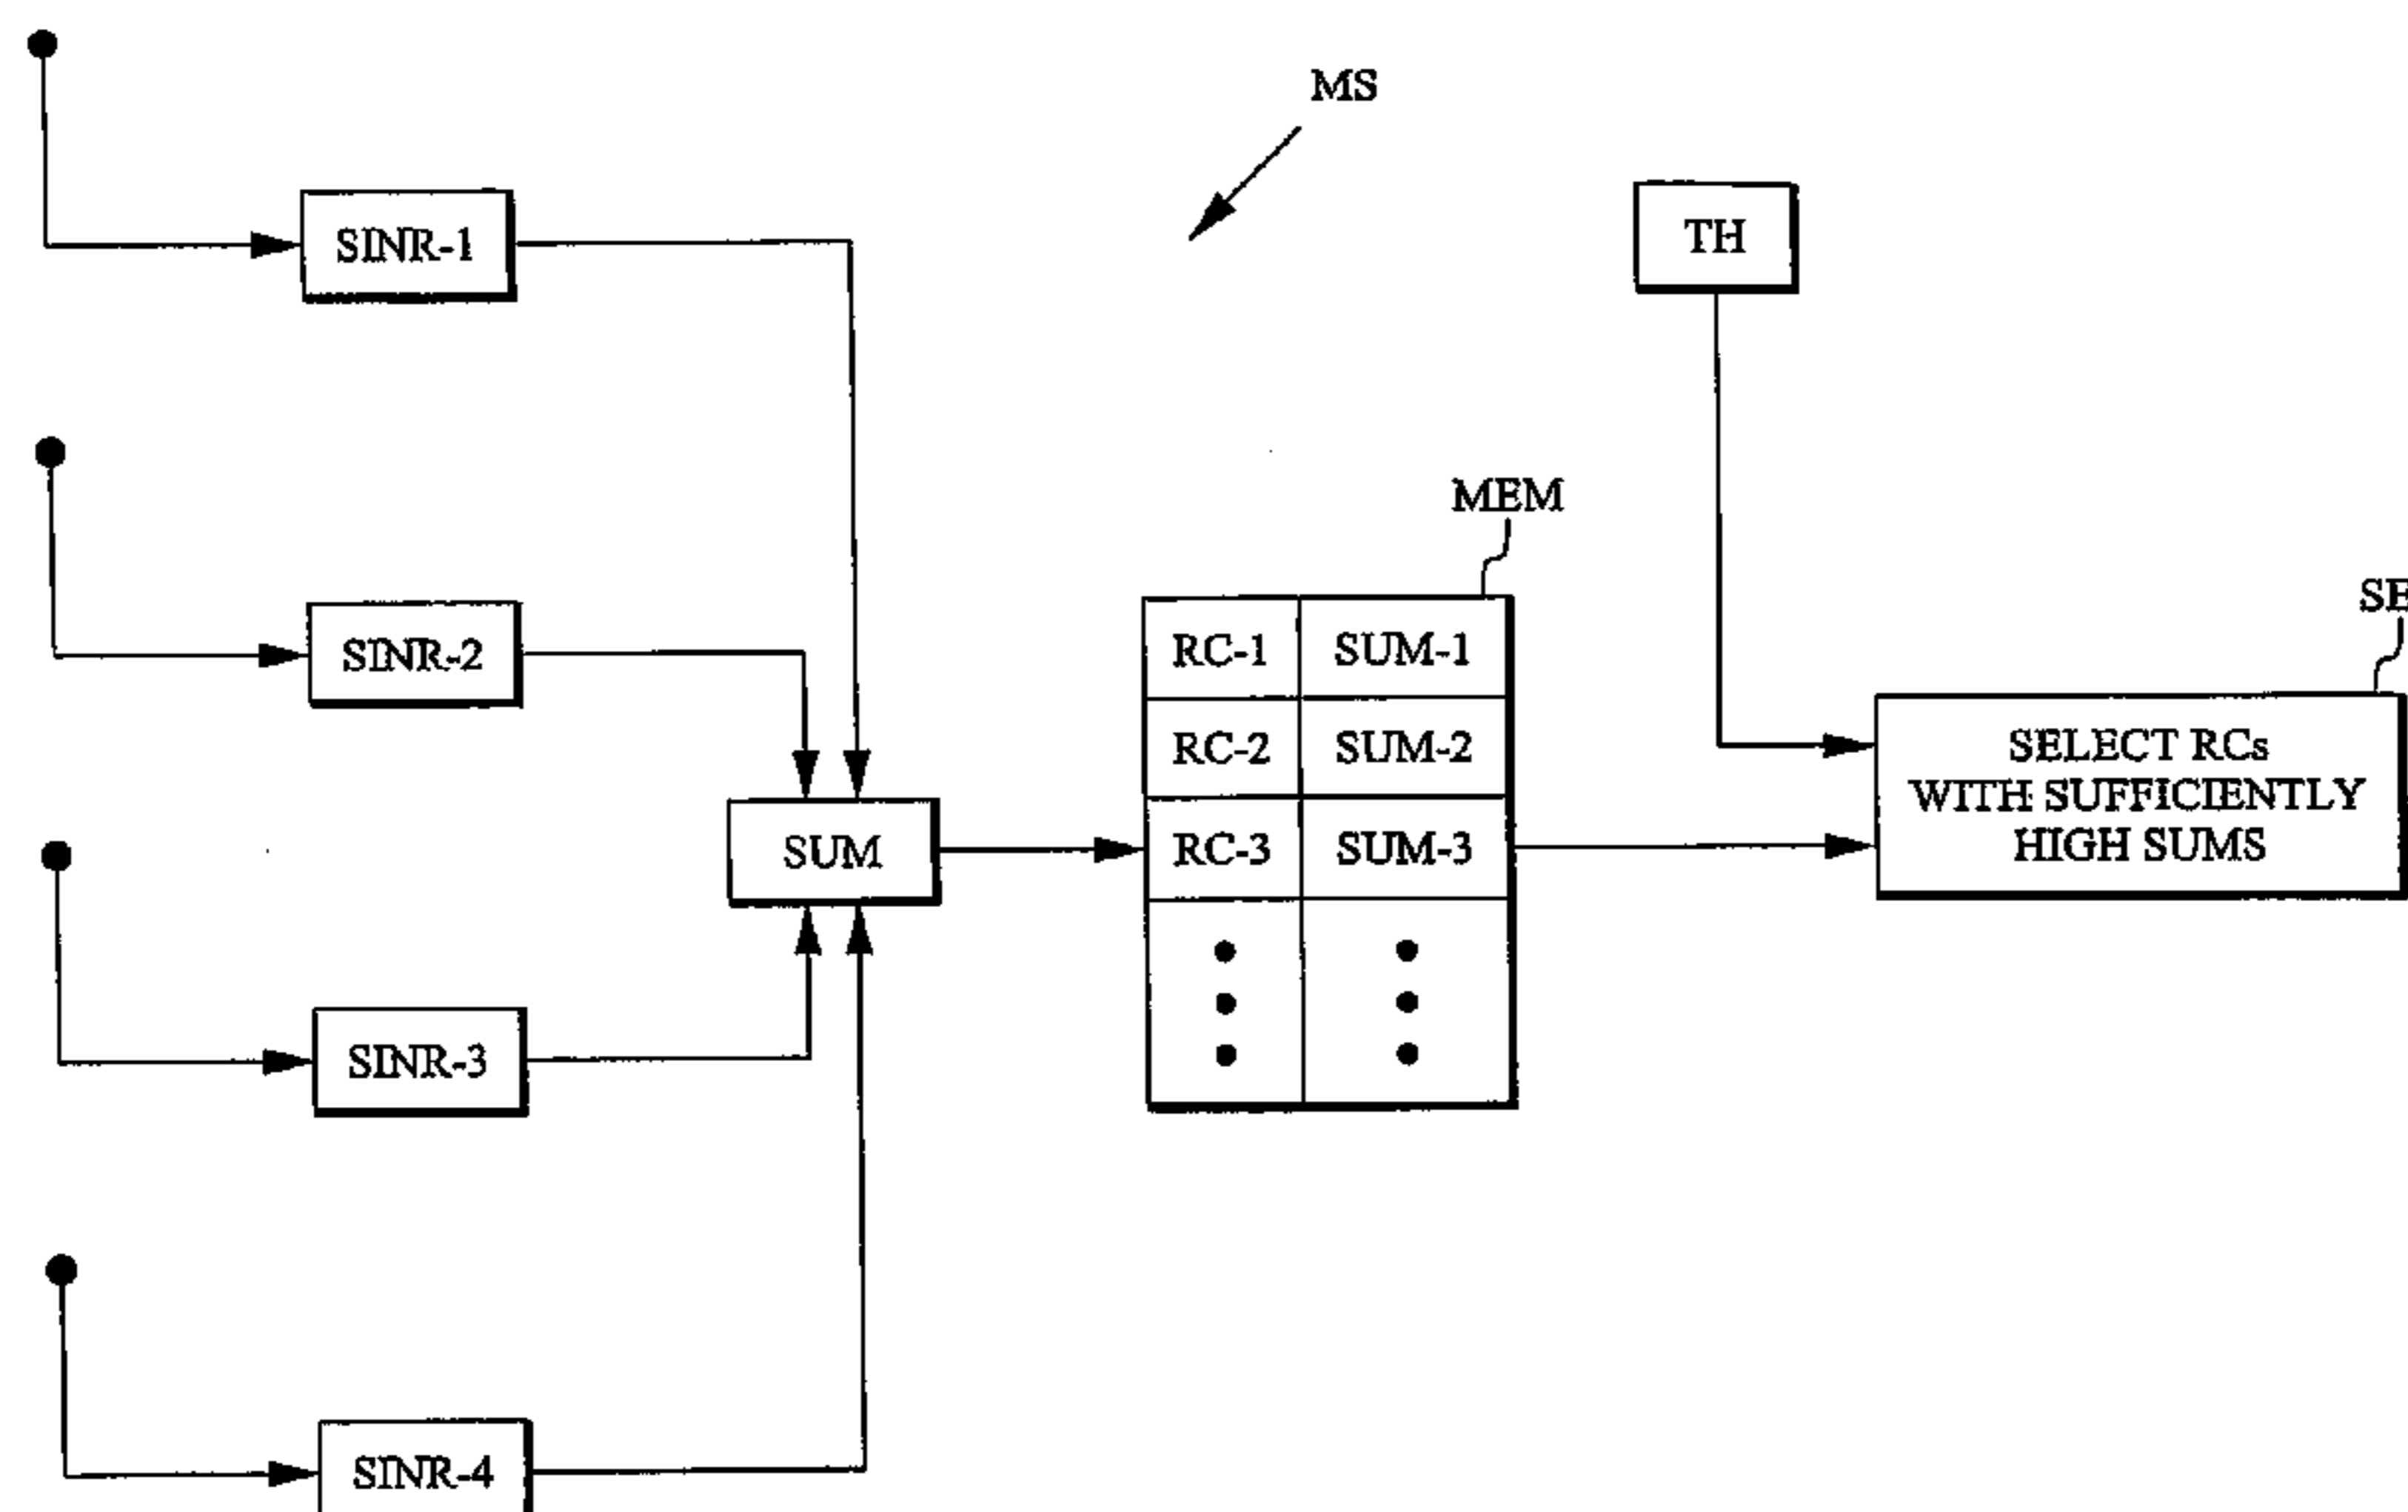 MS
SINR-1
TH
MEM
SINR-2
RC-1 SUM-1
RC-2 SUM-2
RC-3 SUM-3
SE
SELECT RCs
WITH SUFFICIENTLY
HIGH SUMS
SUM
SINR-3
SINR-4